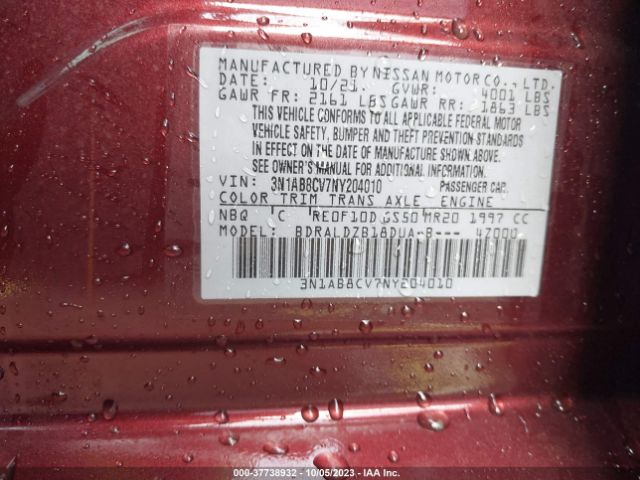 MANUFACTURED BY NISSAN MOTOR CO., LTD.
DATE: 10/21 GVWR: 4001 LBS
GAWR FR: 2161 LBS GAWR RR: 1863 LBS
THIS VEHICLE CONFORMS TO ALL APPLICABLE FEDERAL MOTOR
VEHICLE SAFETY, BUMPER AND THEFT PREVENTION STANDARDS
IN EFFECT ON THE DATE OF MANUFACTURE SHOWN ABOVE.
SEE OWNER'S MANUAL FOR ADDITIONAL INFORMATION.
VIN: 3N1AB8CV7NY204010 PASSENGER CAR
COLOR TRIM TRANS AXLE ENGINE
NBQ C RE0F10D GS50 MR20 1997 CC
MODEL: BDRALDZB18DUA-B--- 47000
3N1AB8CV7NY204010
000-37738932 - 10/05/2023 - IAA Inc.